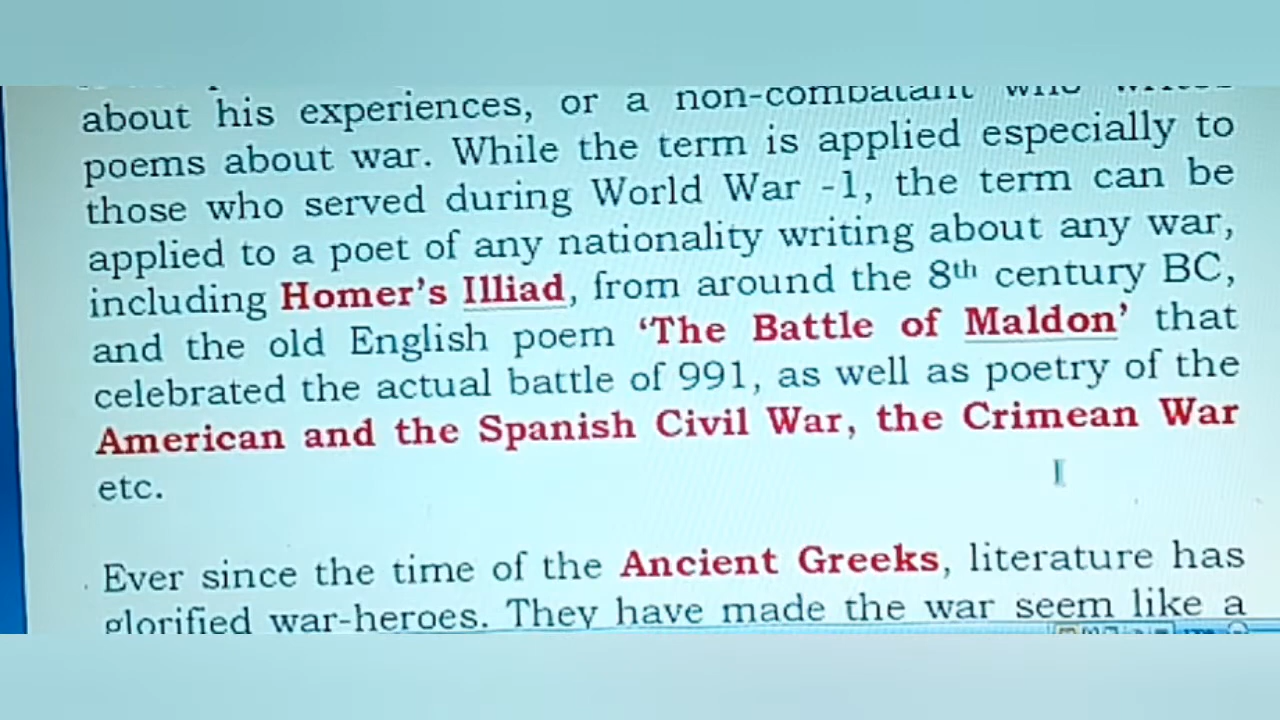 about his experiences, or a non-combatant who writes
poems about war. While the term is applied especially to
those who served during World War -1, the term can be
applied to a poet of any nationality writing about any war,
including Homer's Illiad, from around the 8th century BC,
and the old English poem ‘The Battle of Maldon’ that
celebrated the actual battle of 991, as well as poetry of the
American and the Spanish Civil War, the Crimean War
etc.
Ever since the time of the Ancient Greeks, literature has
glorified war-heroes. They have made the war seem like a